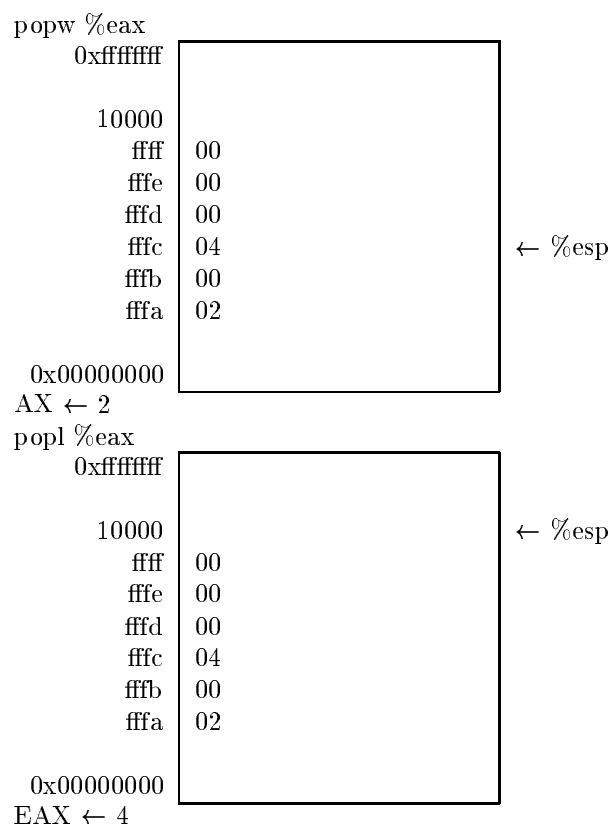 popw %eax
0xffffffff
10000
ffff 00
fffe 00
fffd 00
fffc 04 ← %esp
fffb 00
fffa 02
0x00000000
AX ← 2
popl %eax
0xffffffff
10000 ← %esp
ffff 00
fffe 00
fffd 00
fffc 04
fffb 00
fffa 02
0x00000000
EAX ← 4